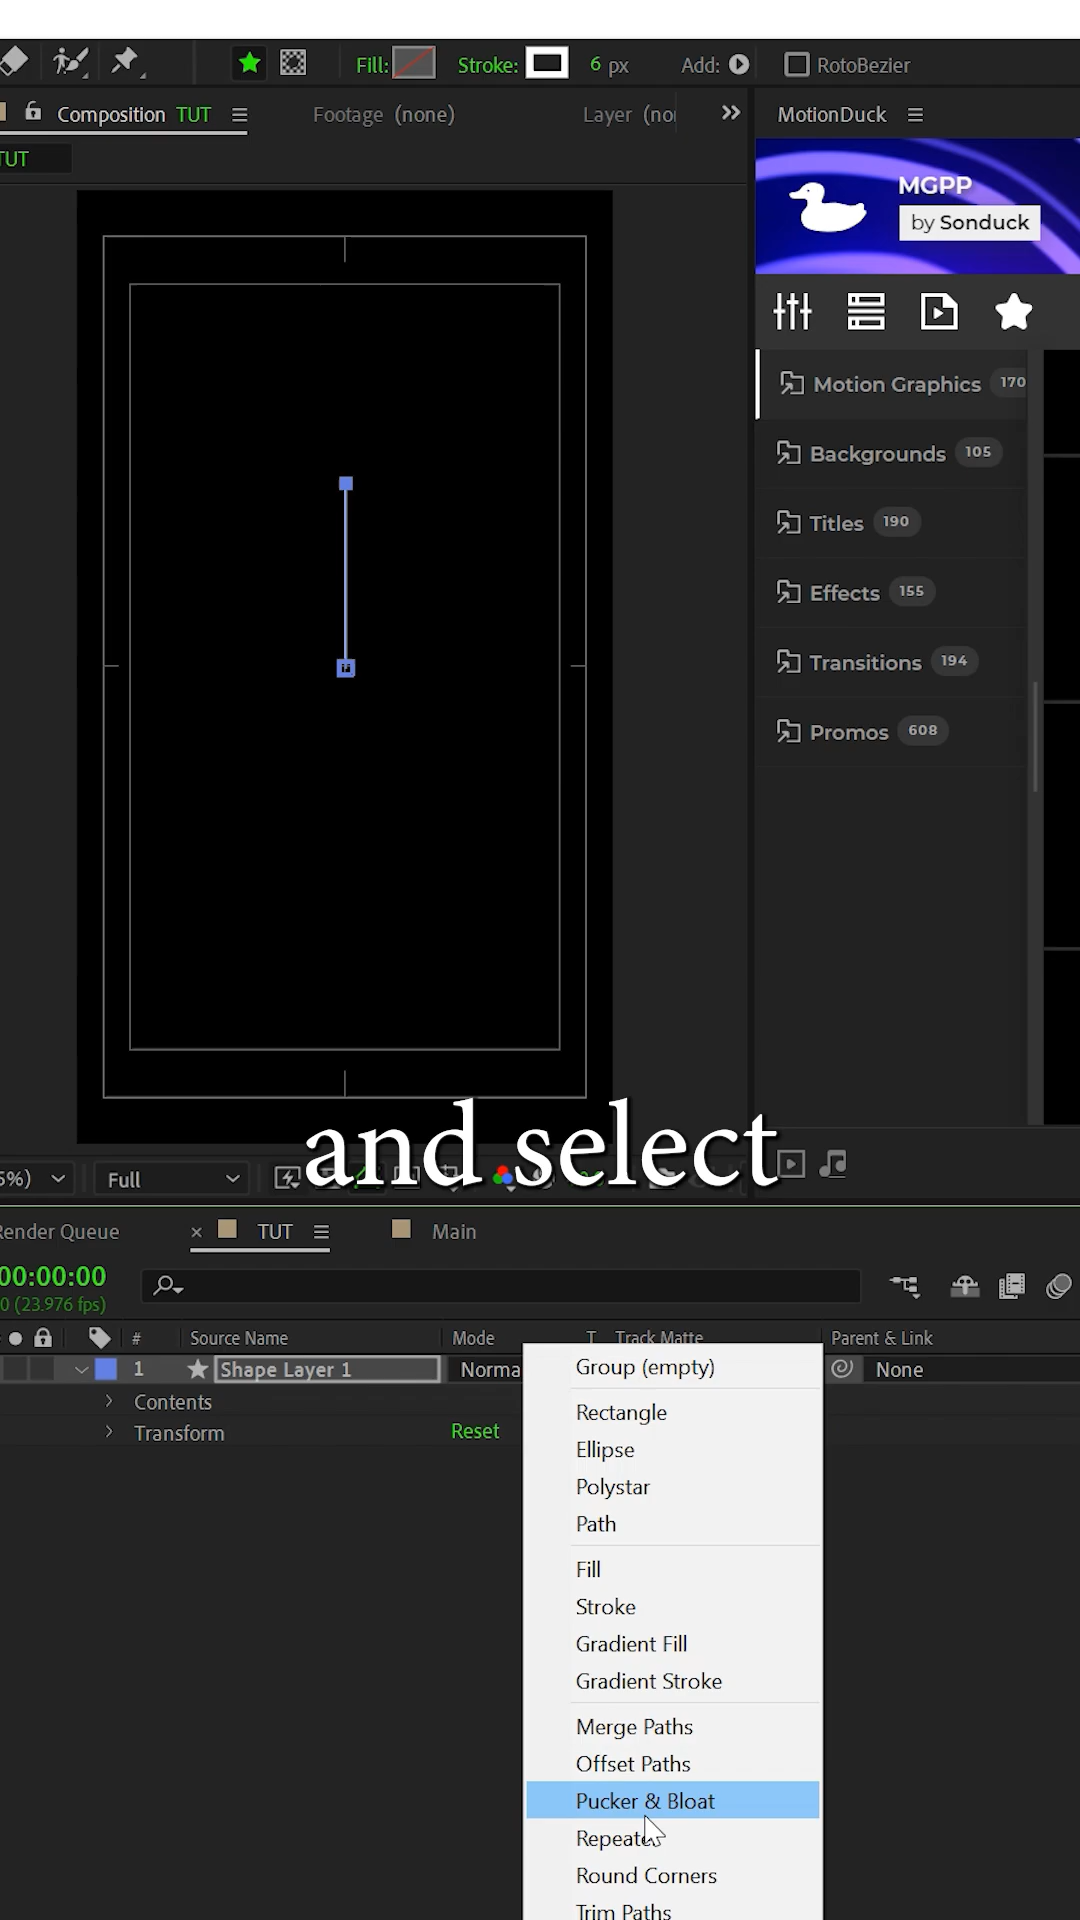 Fill: Stroke: 6 px Add: RotoBezier
Composition TUT Footage (none) Layer (no
MotionDuck
TUT
MGPP
by Sonduck
Motion Graphics 170
Backgrounds 105
Titles 190
Effects 155
Transitions 194
Promos 608
and select
5%) Full
Render Queue TUT Main
00:00:00
0 (23.976 fps)
# Source Name Mode T Track Matte Parent & Link
1 Shape Layer 1 Norma None
Contents
Transform Reset
Group (empty)
Rectangle
Ellipse
Polystar
Path
Fill
Stroke
Gradient Fill
Gradient Stroke
Merge Paths
Offset Paths
Pucker & Bloat
Repeater
Round Corners
Trim Paths